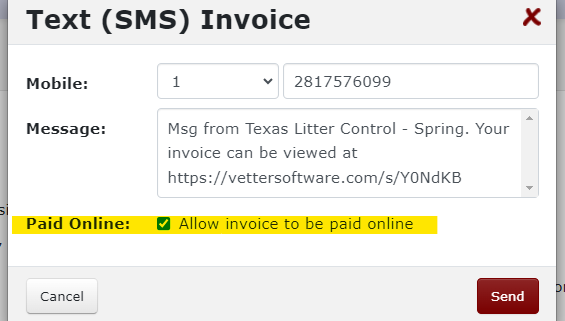 Text (SMS) Invoice
Mobile: 1 2817576099
Message: Msg from Texas Litter Control - Spring. Your
invoice can be viewed at
https://vettersoftware.com/s/Y0NdKB
Paid Online: Allow invoice to be paid online
Cancel Send